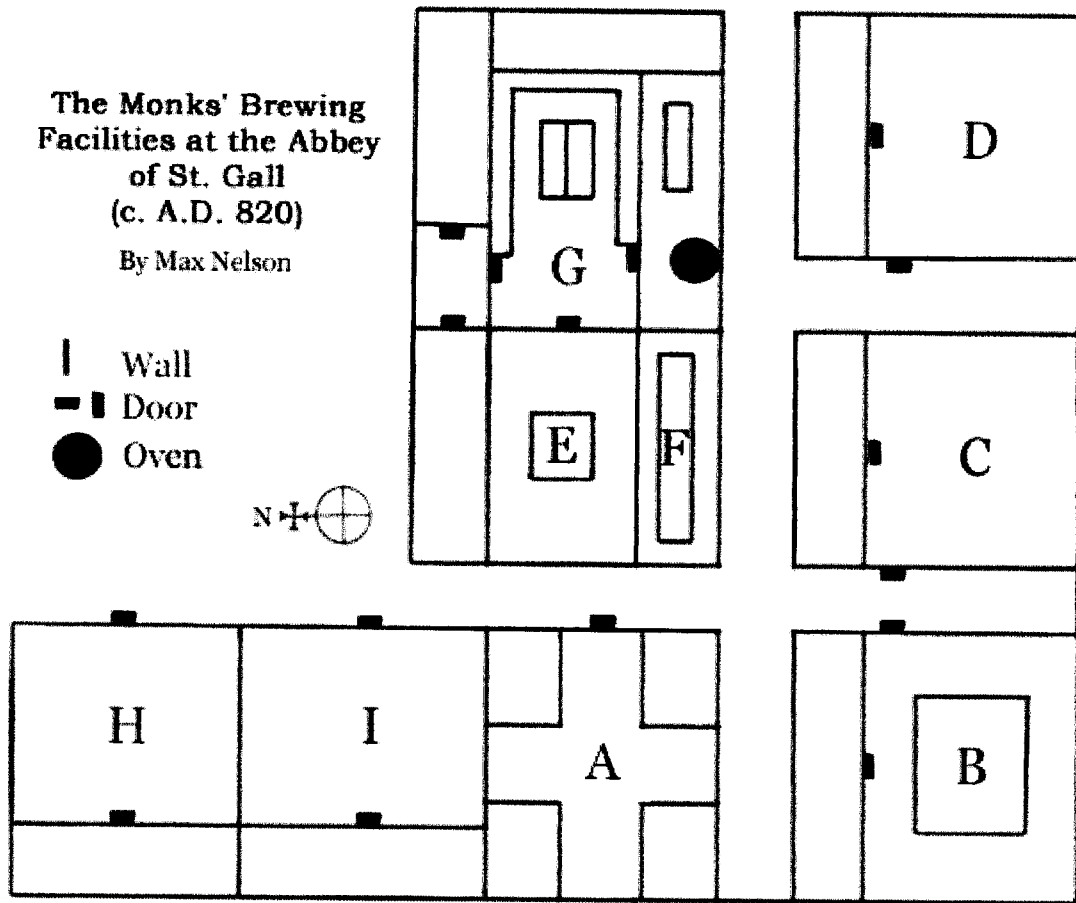 The Monks' Brewing
Facilities at the Abbey
of St. Gall
(c. A.D. 820)
By Max Nelson
Wall
Door
Oven
N
D
G
E
F
C
H
I
A
B